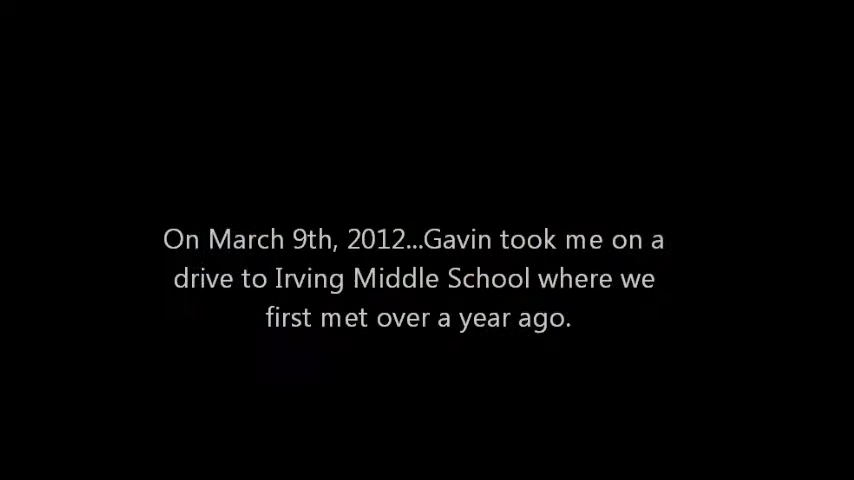 On March 9th, 2012...Gavin took me on a
drive to Irving Middle School where we
first met over a year ago.